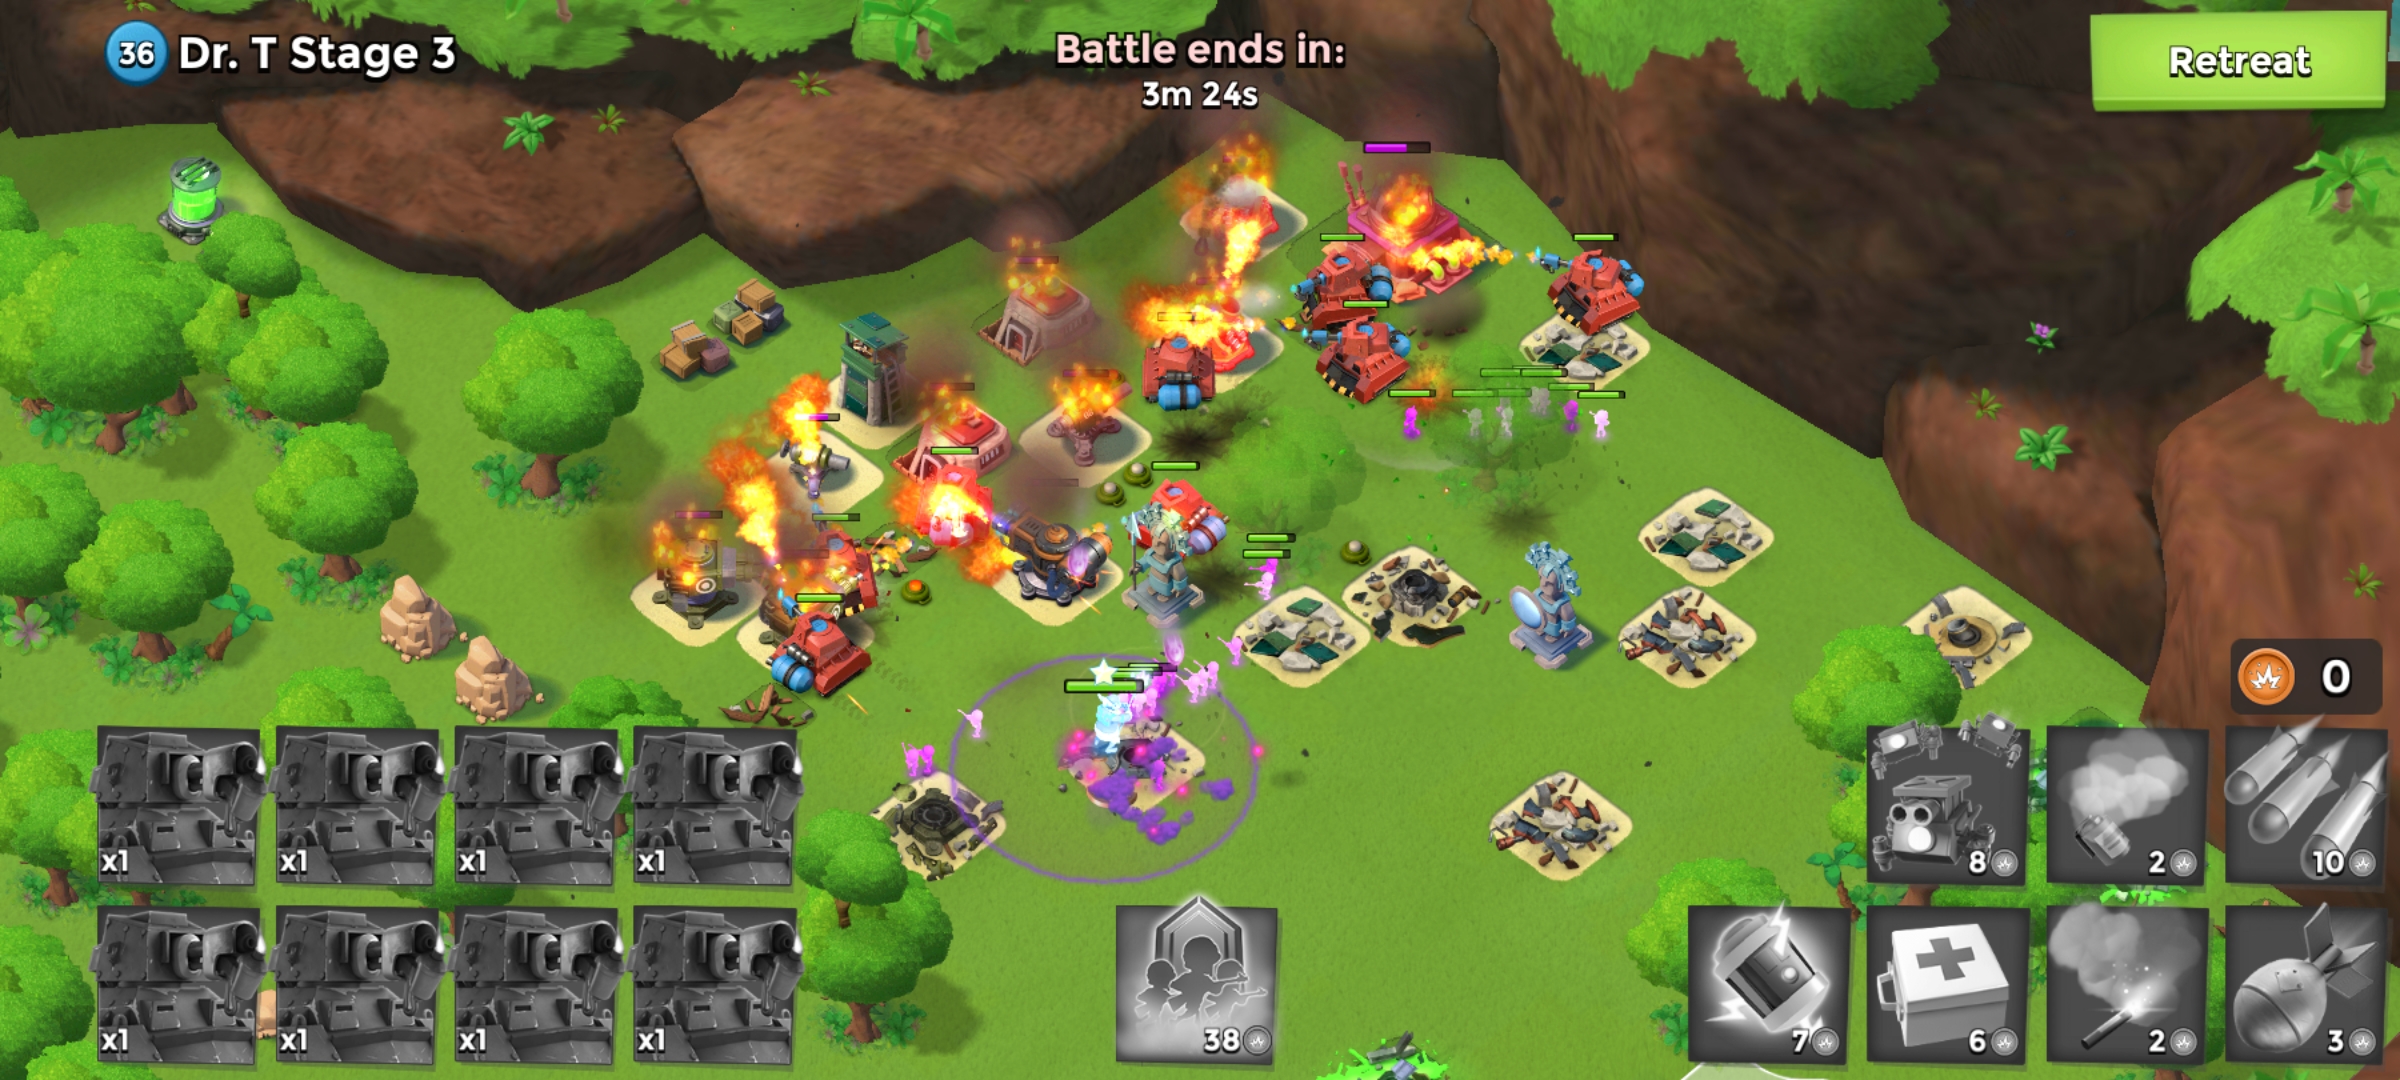 36 Dr. T Stage 3
Battle ends in:
3m 24s
Retreat
0
x1 x1 x1 x1
8 2 10
x1 x1 x1 x1
38 7 6 2 3